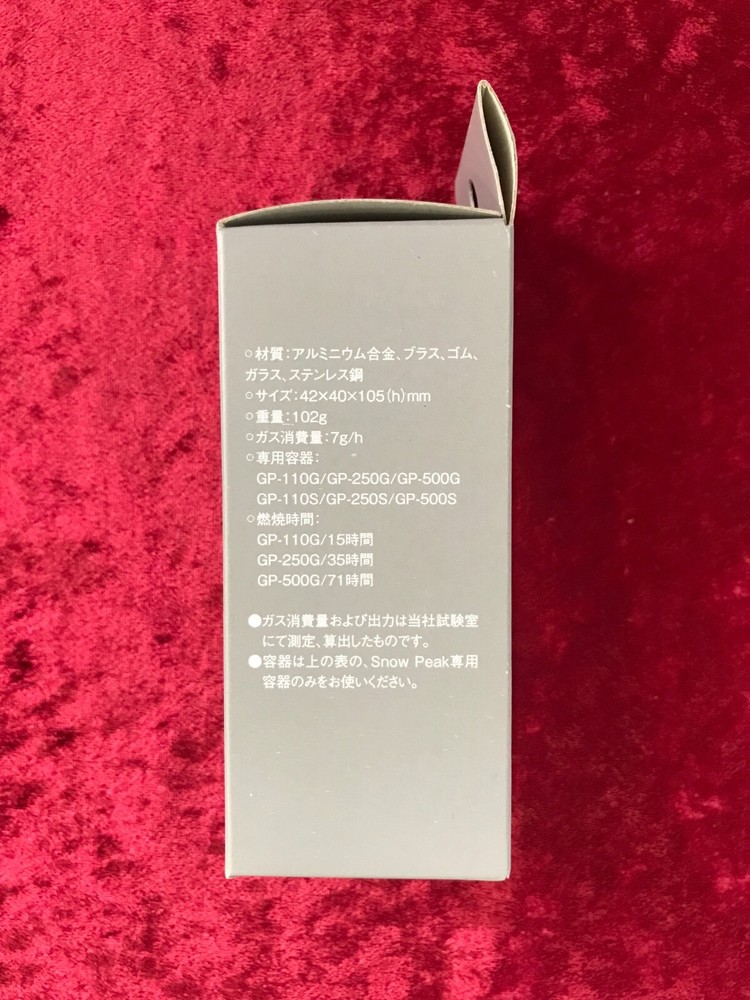 ○材質：アルミニウム合金、ブラス、ゴム、
ガラス、ステンレス鋼
○サイズ：42×40×105(h)mm
○重量：102g
○ガス消費量：7g/h
○専用容器：
GP-110G/GP-250G/GP-500G
GP-110S/GP-250S/GP-500S
○燃焼時間：
GP-110G/15時間
GP-250G/35時間
GP-500G/71時間
●ガス消費量および出力は当社試験室
にて測定、算出したものです。
●容器は上の表の、Snow Peak専用
容器のみをお使いください。